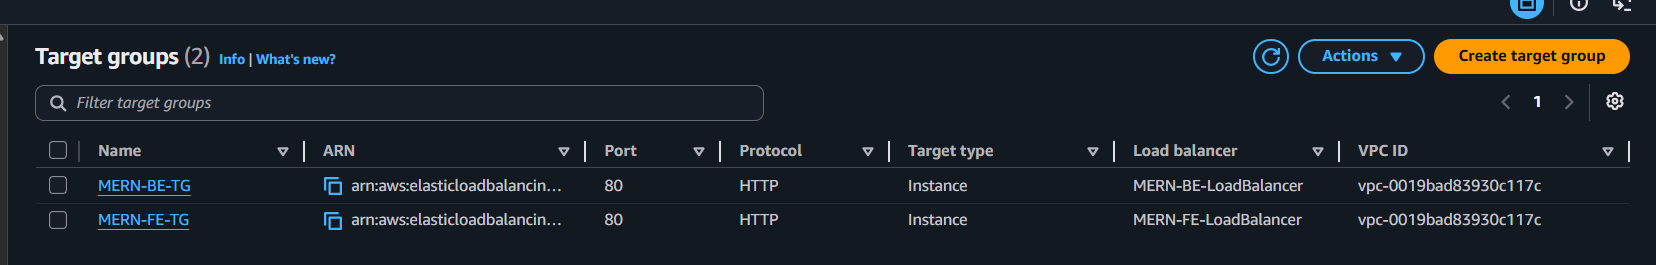 Target groups (2) Info | What's new?
Actions
Create target group
Filter target groups
1
Name ARN Port Protocol Target type Load balancer VPC ID
MERN-BE-TG arn:aws:elasticloadbalancin... 80 HTTP Instance MERN-BE-LoadBalancer vpc-0019bad83930c117c
MERN-FE-TG arn:aws:elasticloadbalancin... 80 HTTP Instance MERN-FE-LoadBalancer vpc-0019bad83930c117c